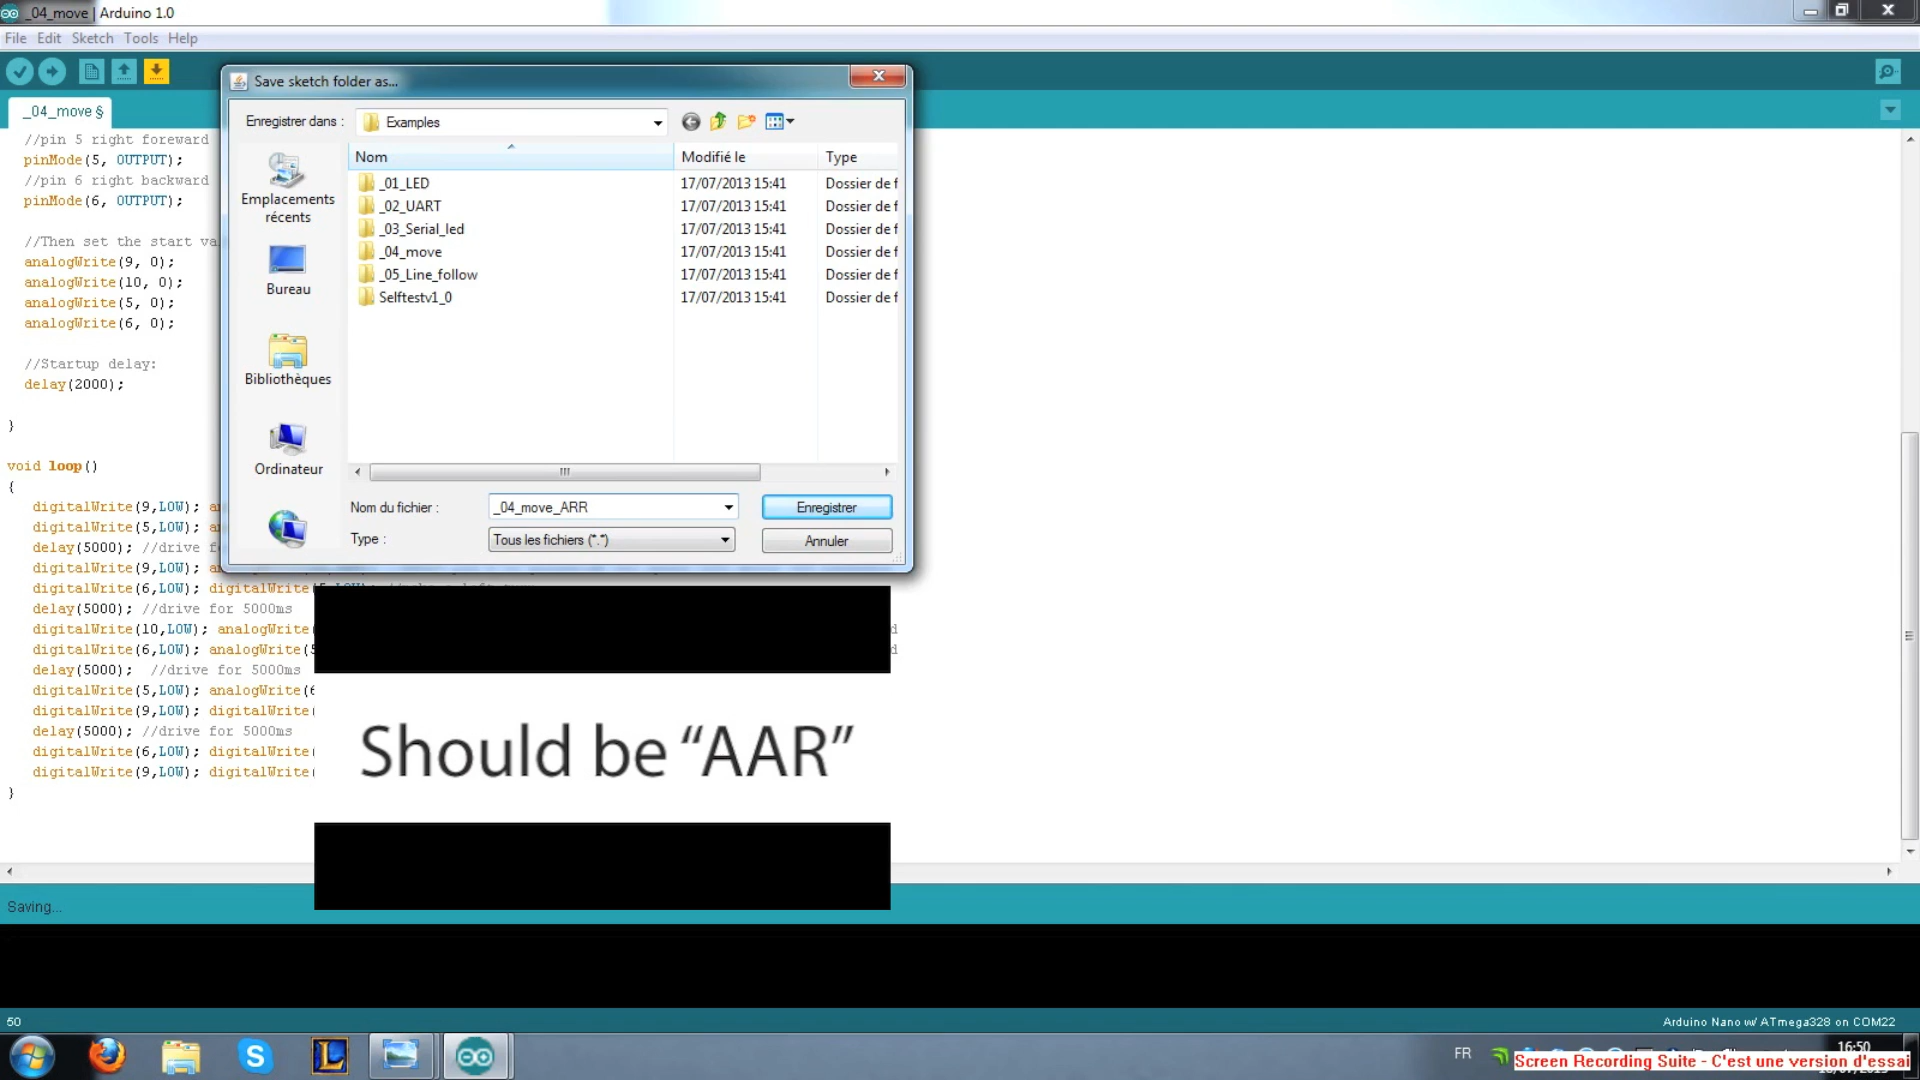 _04_move | Arduino 1.0
File Edit Sketch Tools Help
_04_move §
Save sketch folder as...
Enregistrer dans : Examples
Nom Modifié le Type
_01_LED 17/07/2013 15:41 Dossier de f
_02_UART 17/07/2013 15:41 Dossier de f
_03_Serial_led 17/07/2013 15:41 Dossier de f
_04_move 17/07/2013 15:41 Dossier de f
_05_Line_follow 17/07/2013 15:41 Dossier de f
Selftestv1_0 17/07/2013 15:41 Dossier de f
Emplacements
récents
Bureau
Bibliothèques
Ordinateur
Nom du fichier : _04_move_ARR Enregistrer
Type : Tous les fichiers (*.*) Annuler
//pin 5 right foreward
pinMode(5, OUTPUT);
//pin 6 right backward
pinMode(6, OUTPUT);
//Then set the start va
analogWrite(9, 0);
analogWrite(10, 0);
analogWrite(5, 0);
analogWrite(6, 0);
//Startup delay:
delay(2000);
}
void loop()
{
digitalWrite(9,LOW); a
digitalWrite(5,LOW); a
delay(5000); //drive f
digitalWrite(9,LOW); a
digitalWrite(6,LOW); digitalWrite(
delay(5000); //drive for 5000ms
digitalWrite(10,LOW); analogWrite( d
digitalWrite(6,LOW); analogWrite(5 d
delay(5000); //drive for 5000ms
digitalWrite(5,LOW); analogWrite(6
digitalWrite(9,LOW); digitalWrite(
delay(5000); //drive for 5000ms
digitalWrite(6,LOW); digitalWrite(
digitalWrite(9,LOW); digitalWrite(
}
Should be “AAR”
Saving...
50
Arduino Nano w/ ATmega328 on COM22
FR
16:50
Screen Recording Suite - C'est une version d'essai